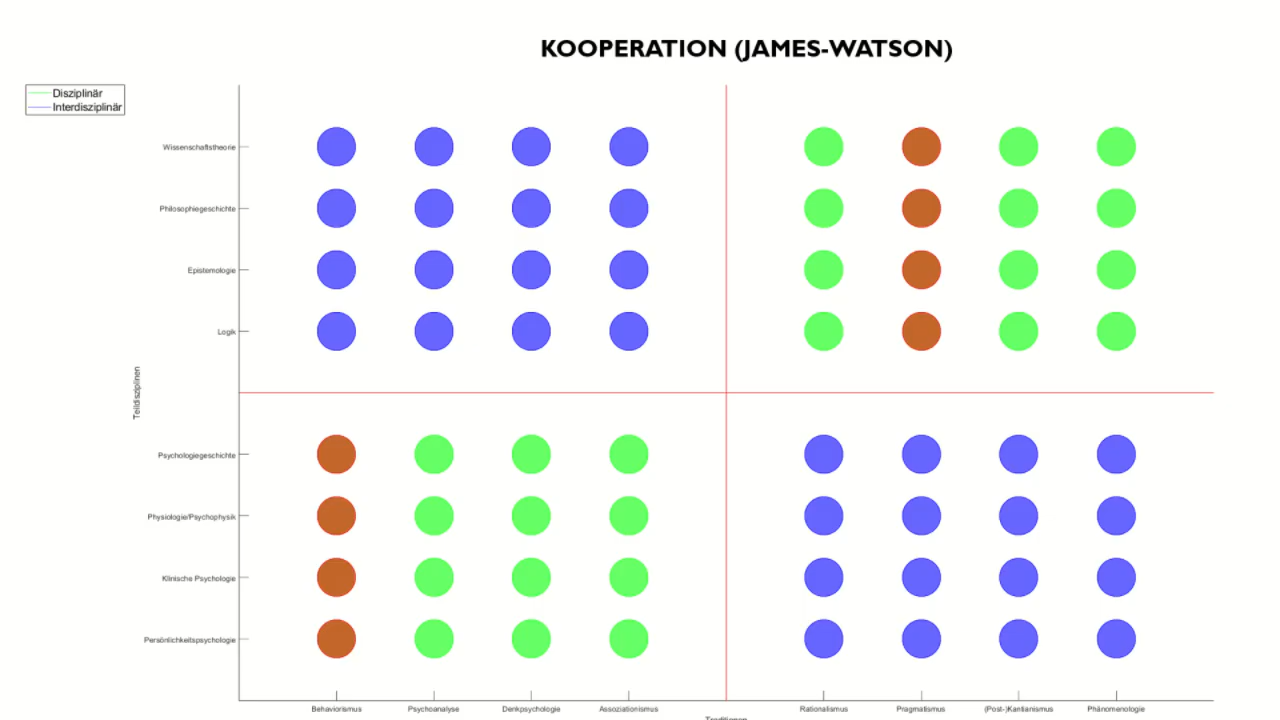 KOOPERATION (JAMES-WATSON)
Disziplinär
Interdisziplinär
Wissenschaftstheorie
Philosophiegeschichte
Epistemologie
Logik
Teildisziplinen
Psychologiegeschichte
Physiologie/Psychophysik
Klinische Psychologie
Persönlichkeitspsychologie
Behaviorismus Psychoanalyse Denkpsychologie Assoziationismus Rationalismus Pragmatismus (Post-)Kantianismus Phänomenologie
Traditionen